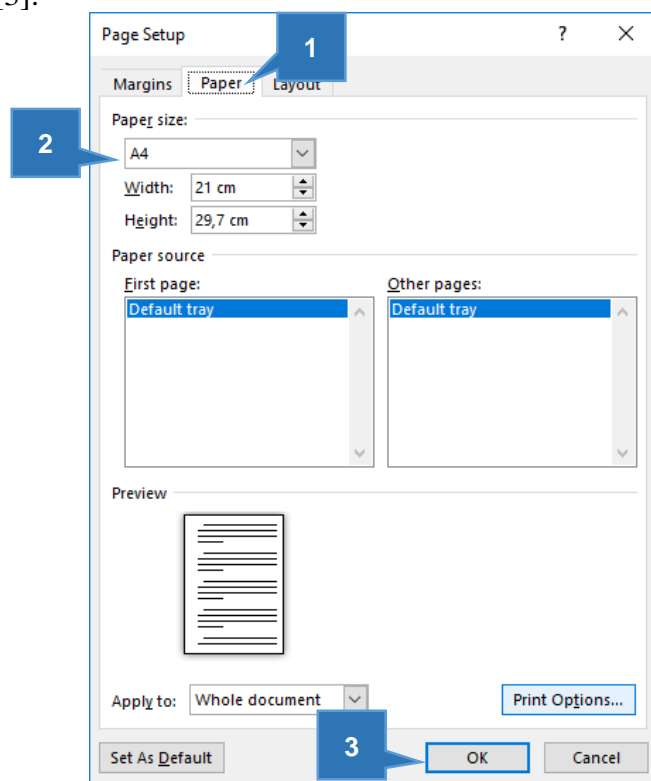 [3].
Page Setup ? ×
1
Margins Paper Layout
Paper size:
2
A4
Width: 21 cm
Height: 29,7 cm
Paper source
First page: Other pages:
Default tray Default tray
Preview
Apply to: Whole document
Print Options...
3
Set As Default OK Cancel